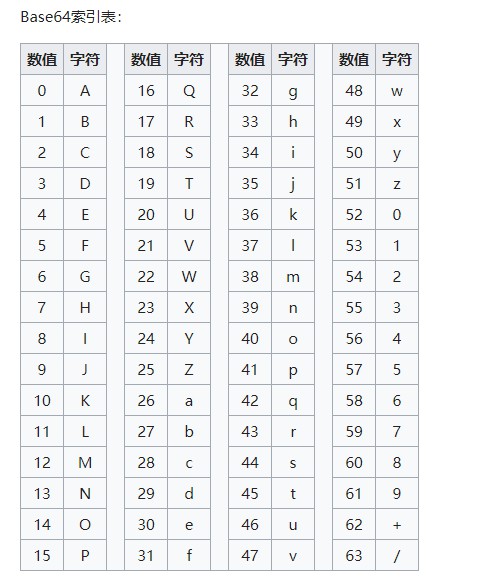 Base64索引表：
数值 字符 数值 字符 数值 字符 数值 字符
0 A 16 Q 32 g 48 w
1 B 17 R 33 h 49 x
2 C 18 S 34 i 50 y
3 D 19 T 35 j 51 z
4 E 20 U 36 k 52 0
5 F 21 V 37 l 53 1
6 G 22 W 38 m 54 2
7 H 23 X 39 n 55 3
8 I 24 Y 40 o 56 4
9 J 25 Z 41 p 57 5
10 K 26 a 42 q 58 6
11 L 27 b 43 r 59 7
12 M 28 c 44 s 60 8
13 N 29 d 45 t 61 9
14 O 30 e 46 u 62 +
15 P 31 f 47 v 63 /